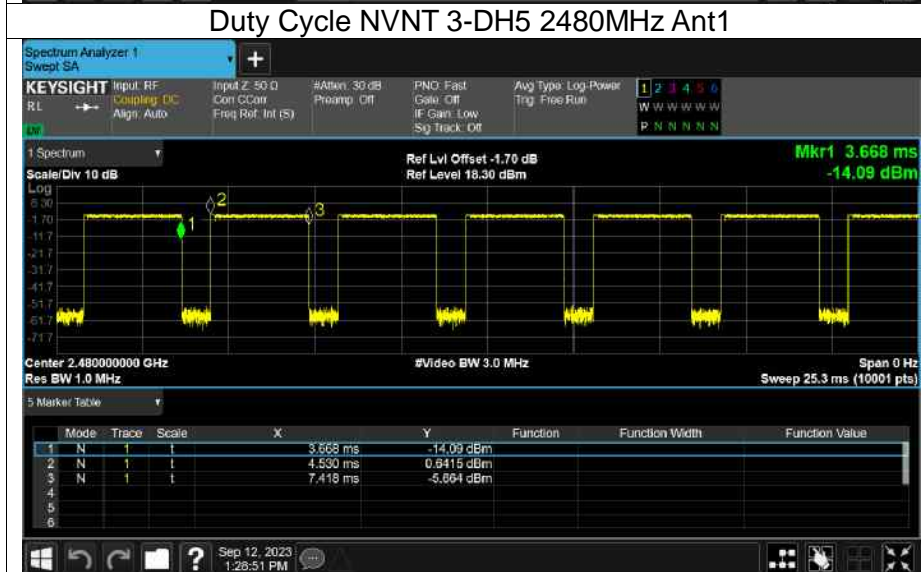 Duty Cycle NVNT 3-DH5 2480MHz Ant1
Spectrum Analyzer 1
Swept SA
+
KEYSIGHT Input: RF Input Z: 50 Ω #Atten: 30 dB PNO: Fast Avg Type: Log-Power 1 2 3 4 5 6
RL Coupling: DC Corr CCorr Preamp: Off Gate: Off Trig: Free Run W W W W W W
Align: Auto Freq Ref: Int (S) IF Gain: Low
Sig Track: Off P N N N N N
1 Spectrum Ref Lvl Offset -1.70 dB Mkr1 3.668 ms
Scale/Div 10 dB Ref Level 18.30 dBm -14.09 dBm
Log
8.30
-1.70
-11.7
-21.7
-31.7
-41.7
-51.7
-61.7
-71.7
1
2
3
Center 2.480000000 GHz #Video BW 3.0 MHz Span 0 Hz
Res BW 1.0 MHz Sweep 25.3 ms (10001 pts)
5 Marker Table
Mode Trace Scale X Y Function Function Width Function Value
1 N 1 t 3.668 ms -14.09 dBm
2 N 1 t 4.530 ms 0.6415 dBm
3 N 1 t 7.418 ms -5.664 dBm
4
5
6
? Sep 12, 2023
1:28:51 PM